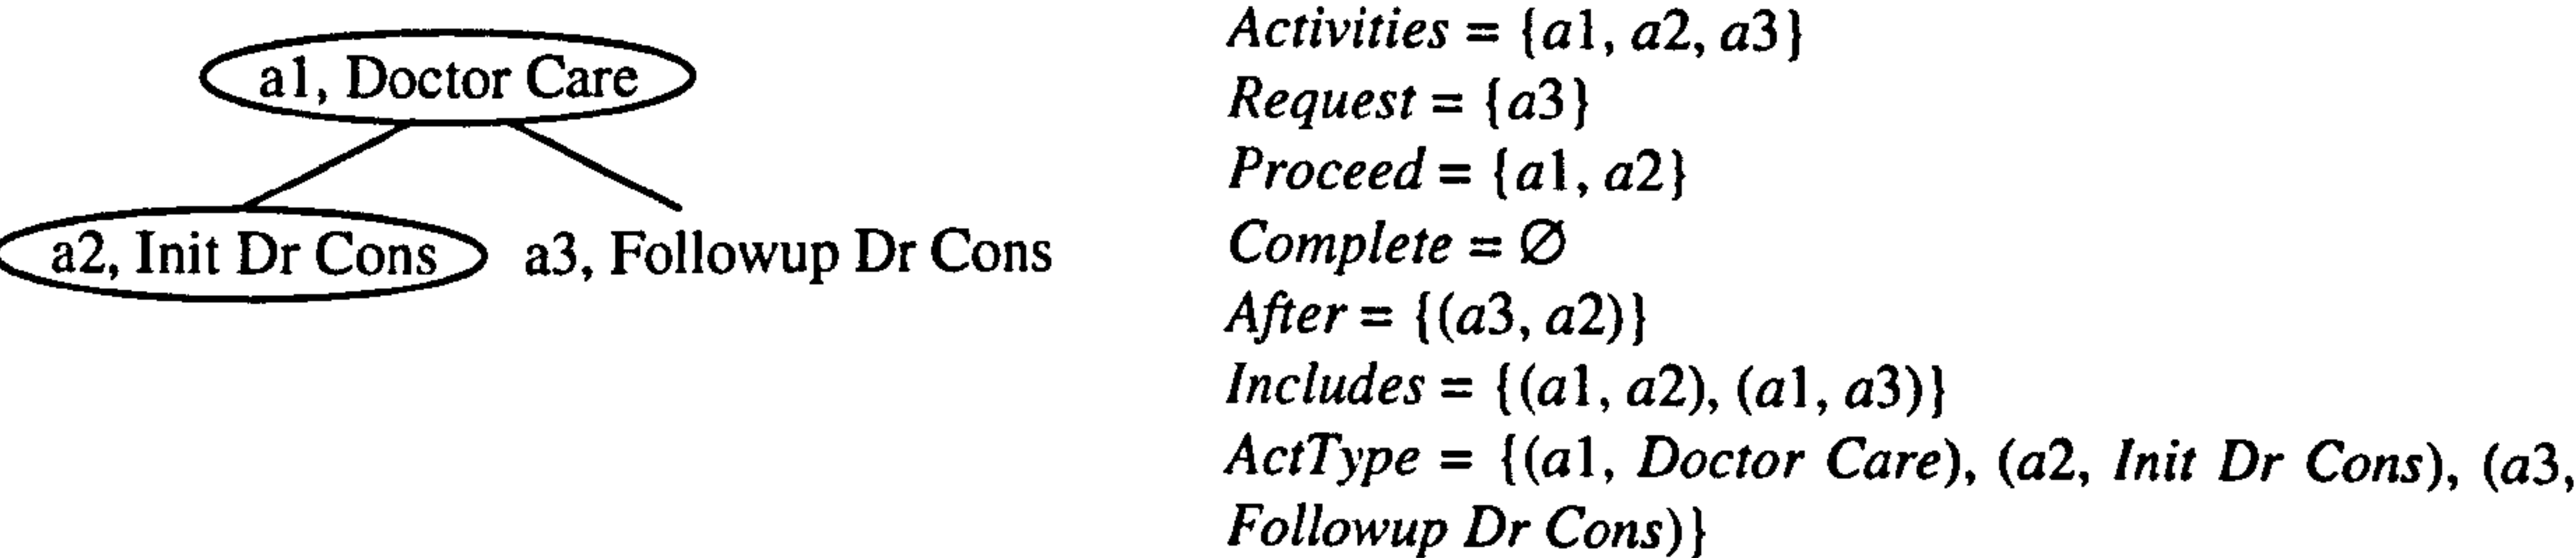 a1, Doctor Care
a2, Init Dr Cons
a3, Followup Dr Cons
Activities = {a1, a2, a3}
Request = {a3}
Proceed = {a1, a2}
Complete = ∅
After = {(a3, a2)}
Includes = {(a1, a2), (a1, a3)}
ActType = {(a1, Doctor Care), (a2, Init Dr Cons), (a3,
Followup Dr Cons)}